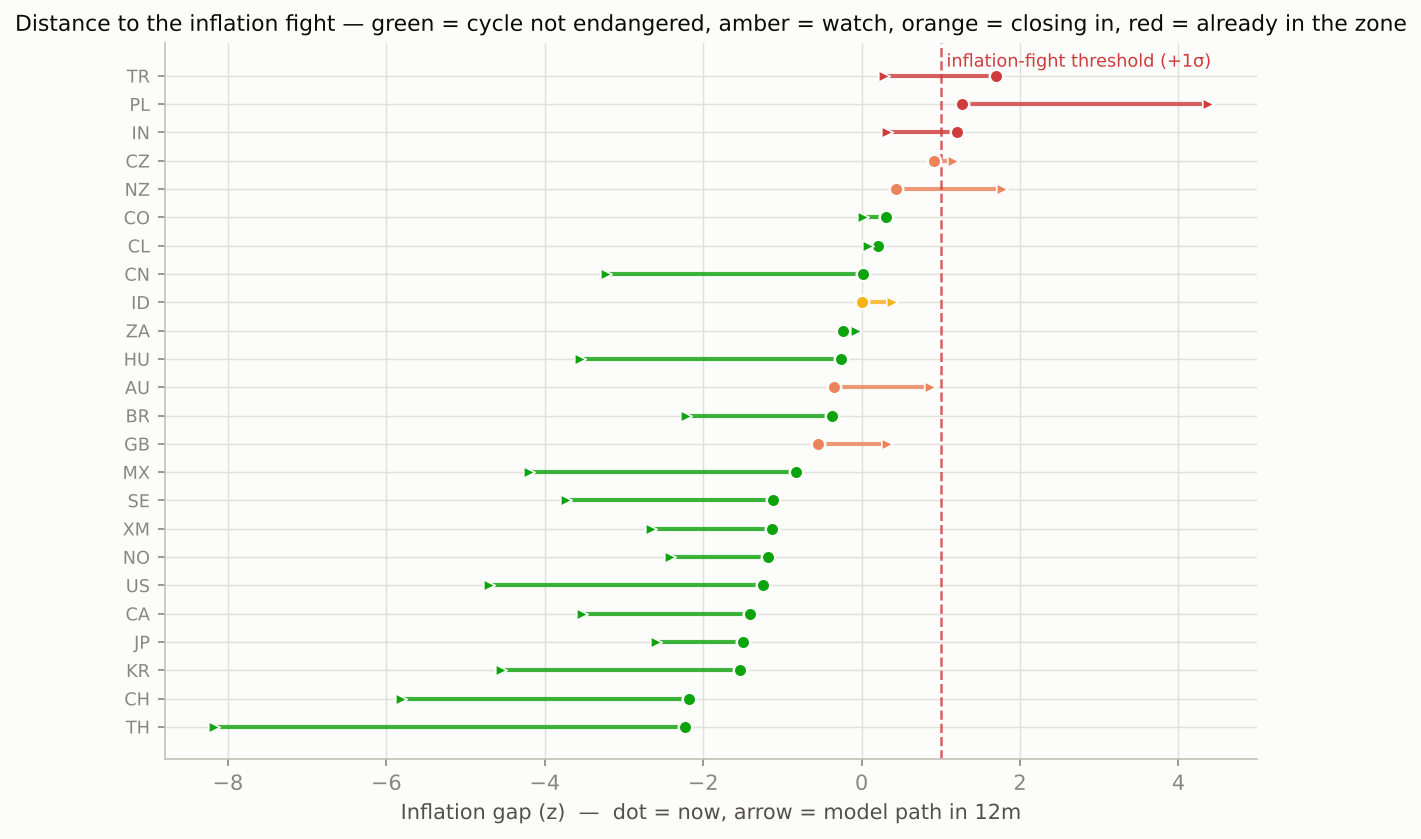 Distance to the inflation fight — green = cycle not endangered, amber = watch, orange = closing in, red = already in the zone
inflation-fight threshold (+1σ)
TR
PL
IN
CZ
NZ
CO
CL
CN
ID
ZA
HU
AU
BR
GB
MX
SE
XM
NO
US
CA
JP
KR
CH
TH
−8 −6 −4 −2 0 2 4
Inflation gap (z) — dot = now, arrow = model path in 12m